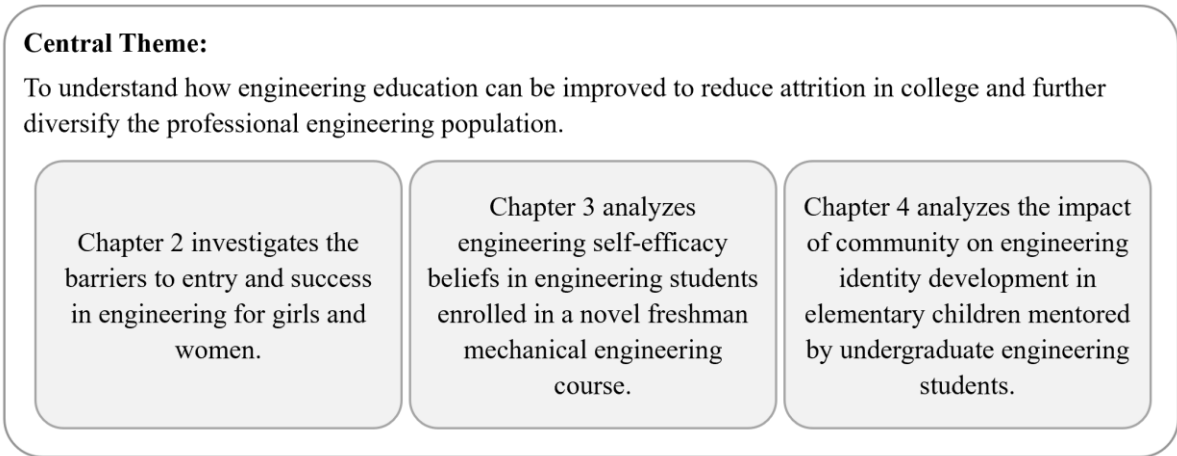 Central Theme:
To understand how engineering education can be improved to reduce attrition in college and further
diversify the professional engineering population.
Chapter 2 investigates the
barriers to entry and success
in engineering for girls and
women.
Chapter 3 analyzes
engineering self-efficacy
beliefs in engineering students
enrolled in a novel freshman
mechanical engineering
course.
Chapter 4 analyzes the impact
of community on engineering
identity development in
elementary children mentored
by undergraduate engineering
students.